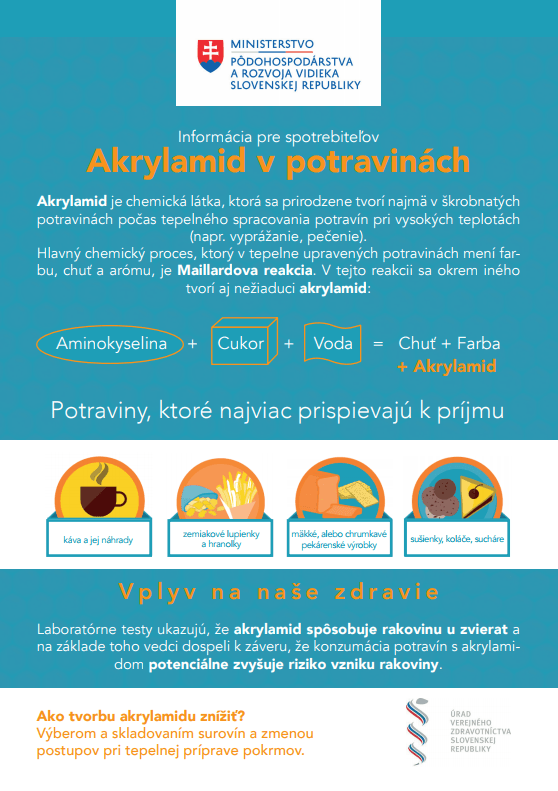 MINISTERSTVO
PÔDOHOSPODÁRSTVA
A ROZVOJA VIDIEKA
SLOVENSKEJ REPUBLIKY
Informácia pre spotrebiteľov
Akrylamid v potravinách
Akrylamid je chemická látka, ktorá sa prirodzene tvorí najmä v škrobnatých
potravinách počas tepelného spracovania potravín pri vysokých teplotách
(napr. vyprážanie, pečenie).
Hlavný chemický proces, ktorý v tepelne upravených potravinách mení far-
bu, chuť a arómu, je Maillardova reakcia. V tejto reakcii sa okrem iného
tvorí aj nežiaduci akrylamid:
Aminokyselina + Cukor + Voda = Chuť + Farba
+ Akrylamid
Potraviny, ktoré najviac prispievajú k príjmu
káva a jej náhrady
zemiakové lupienky
a hranolky
mäkké, alebo chrumkavé
pekárenské výrobky
sušienky, koláče, sucháre
Vplyv na naše zdravie
Laboratórne testy ukazujú, že akrylamid spôsobuje rakovinu u zvierat a
na základe toho vedci dospeli k záveru, že konzumácia potravín s akrylami-
dom potenciálne zvyšuje riziko vzniku rakoviny.
Ako tvorbu akrylamidu znížiť?
Výberom a skladovaním surovín a zmenou
postupov pri tepelnej príprave pokrmov.
ÚRAD
VEREJNÉHO
ZDRAVOTNÍCTVA
SLOVENSKEJ
REPUBLIKY